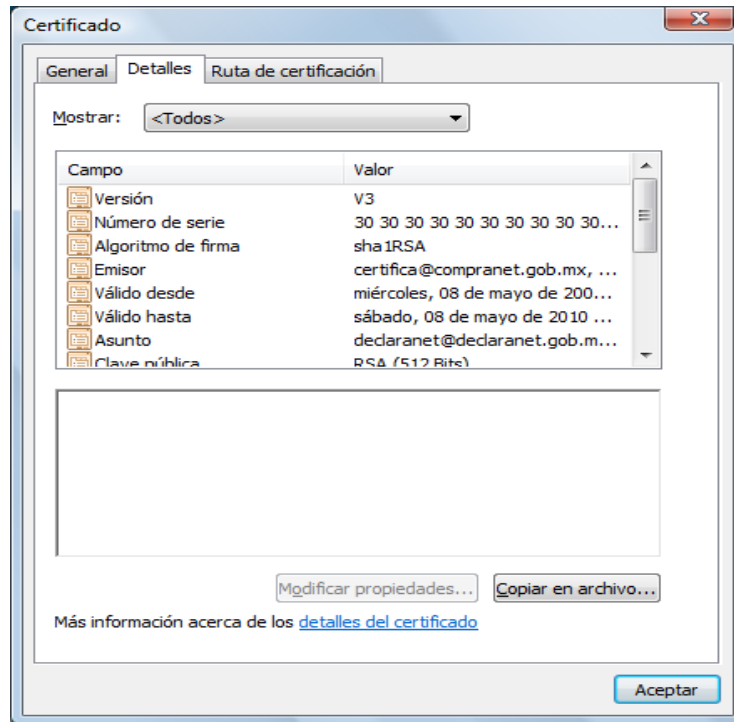 Certificado
General Detalles Ruta de certificación
Mostrar: <Todos>
Campo Valor
Versión V3
Número de serie 30 30 30 30 30 30 30 30 30 30...
Algoritmo de firma sha1RSA
Emisor certifica@compranet.gob.mx, ...
Válido desde miércoles, 08 de mayo de 200...
Válido hasta sábado, 08 de mayo de 2010 ...
Asunto declaranet@declaranet.gob.m...
Clave pública RSA (512 Bits)
Modificar propiedades... Copiar en archivo...
Más información acerca de los detalles del certificado
Aceptar